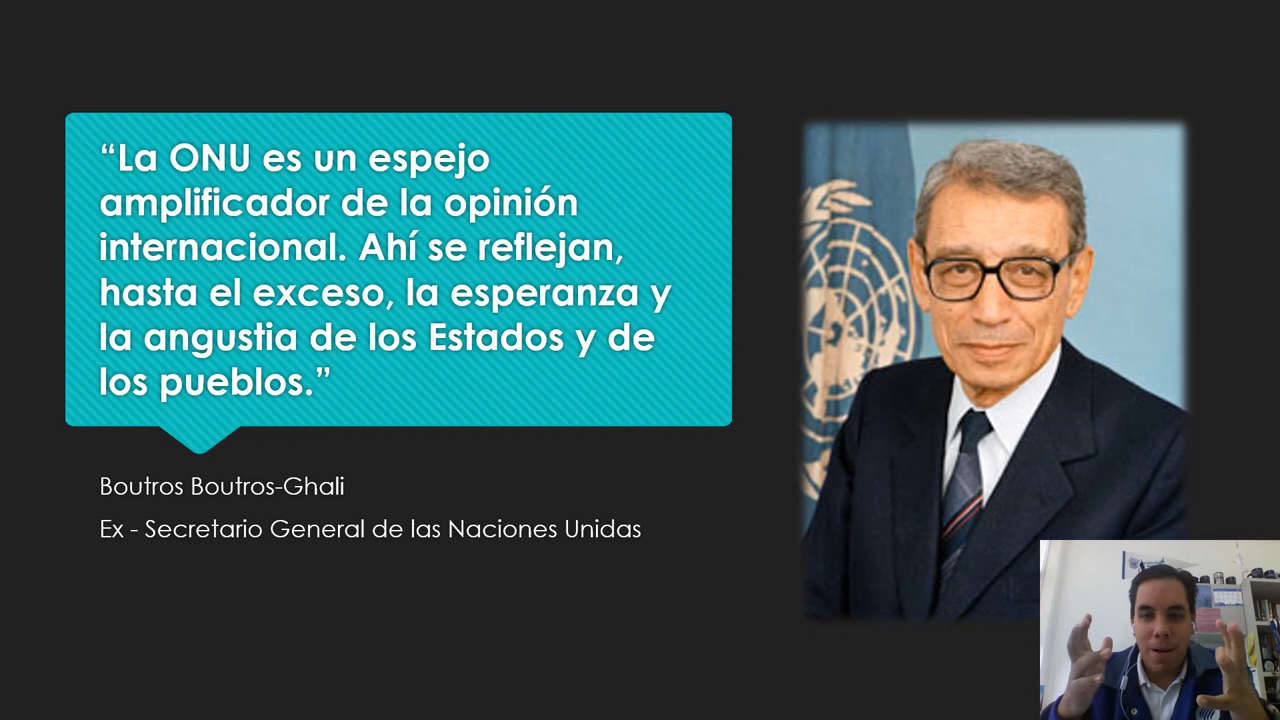 “La ONU es un espejo
amplificador de la opinión
internacional. Ahí se reflejan,
hasta el exceso, la esperanza y
la angustia de los Estados y de
los pueblos.”
Boutros Boutros-Ghali
Ex - Secretario General de las Naciones Unidas